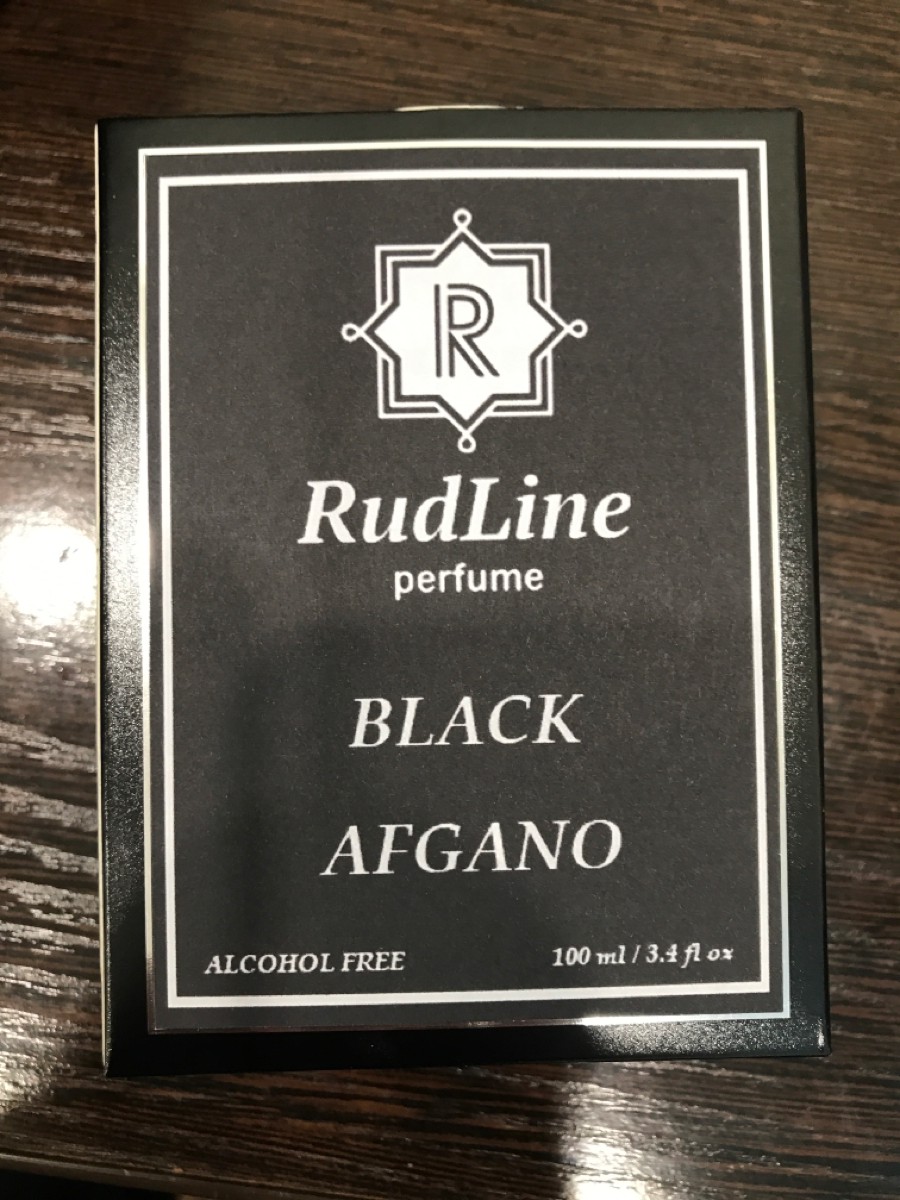 R
RudLine
perfume
BLACK
AFGANO
ALCOHOL FREE
100 ml / 3.4 fl oz